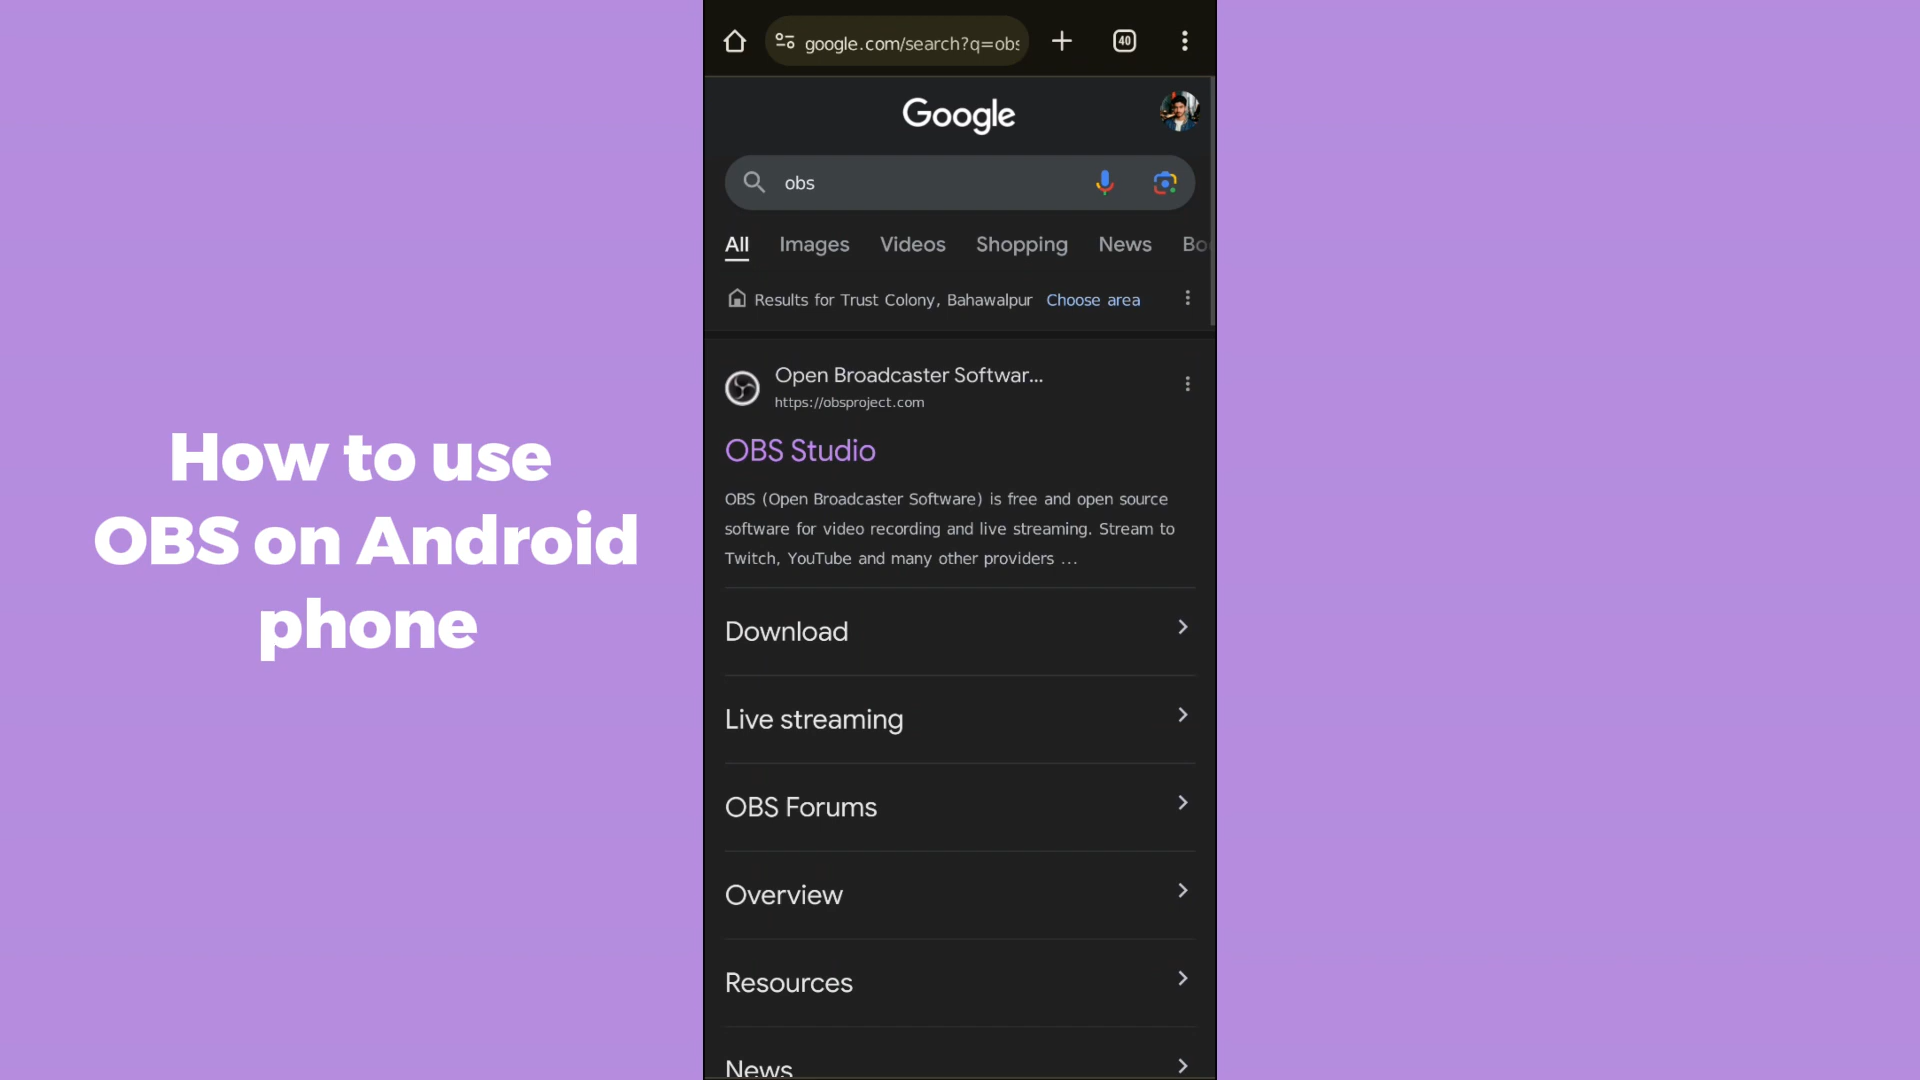 How to use
OBS on Android
phone
google.com/search?q=obs
40
Google
obs
All Images Videos Shopping News Bo
Results for Trust Colony, Bahawalpur Choose area
Open Broadcaster Softwar...
https://obsproject.com
OBS Studio
OBS (Open Broadcaster Software) is free and open source
software for video recording and live streaming. Stream to
Twitch, YouTube and many other providers ...
Download
Live streaming
OBS Forums
Overview
Resources
News